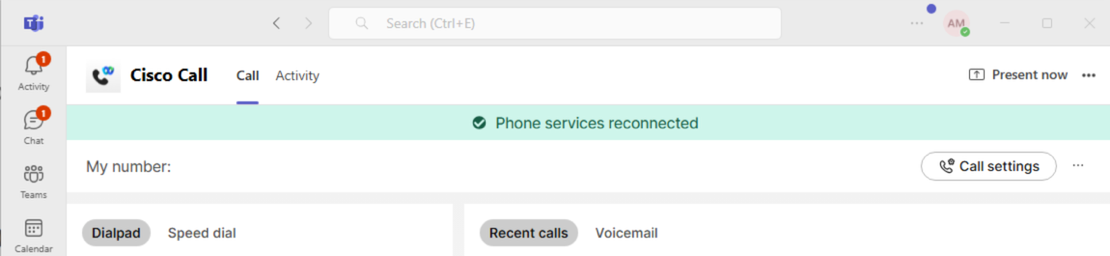 Search (Ctrl+E)
AM
1
Activity
1
Chat
Teams
Calendar
Cisco Call
Call
Activity
Present now
Phone services reconnected
My number:
Call settings
Dialpad
Speed dial
Recent calls
Voicemail